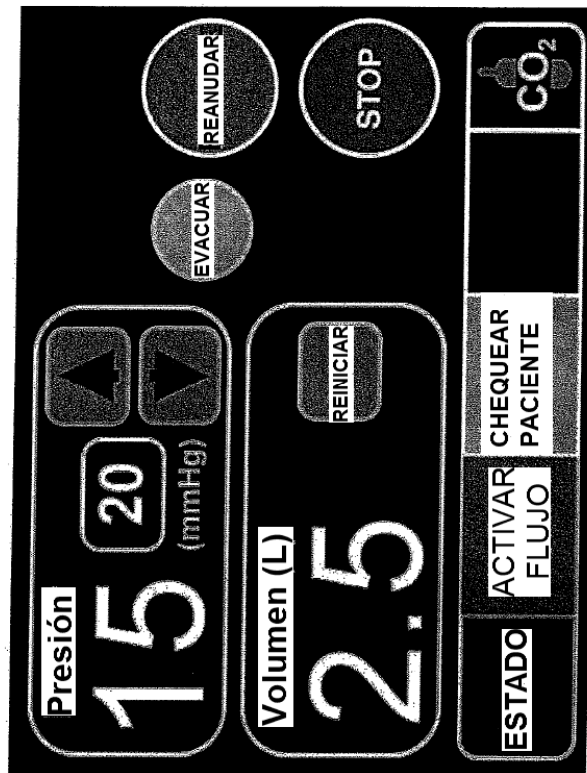 Presión
15
20
(mmHg)
EVACUAR
REANUDAR
Volumen (L)
2.5
REINICIAR
STOP
ESTADO
ACTIVAR
FLUJO
CHEQUEAR
PACIENTE
CO₂